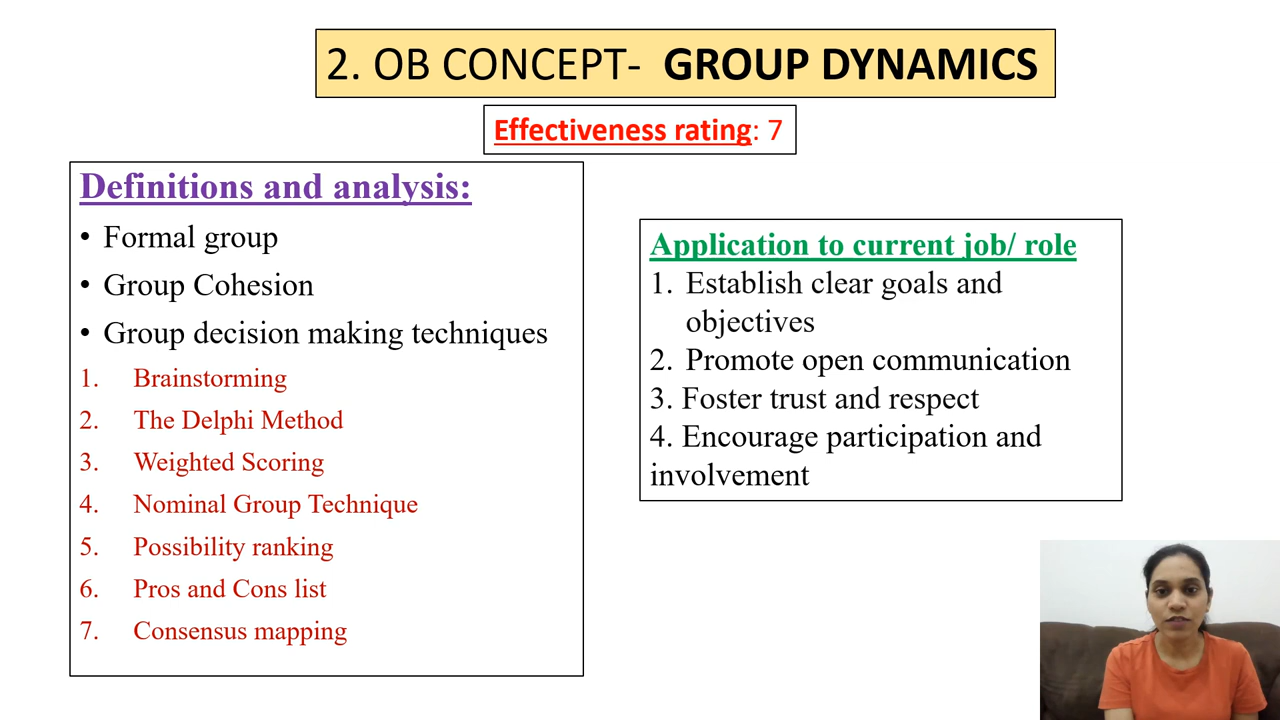 2. OB CONCEPT- GROUP DYNAMICS
Effectiveness rating: 7
Definitions and analysis:
• Formal group
• Group Cohesion
• Group decision making techniques
1. Brainstorming
2. The Delphi Method
3. Weighted Scoring
4. Nominal Group Technique
5. Possibility ranking
6. Pros and Cons list
7. Consensus mapping
Application to current job/ role
1. Establish clear goals and
objectives
2. Promote open communication
3. Foster trust and respect
4. Encourage participation and
involvement